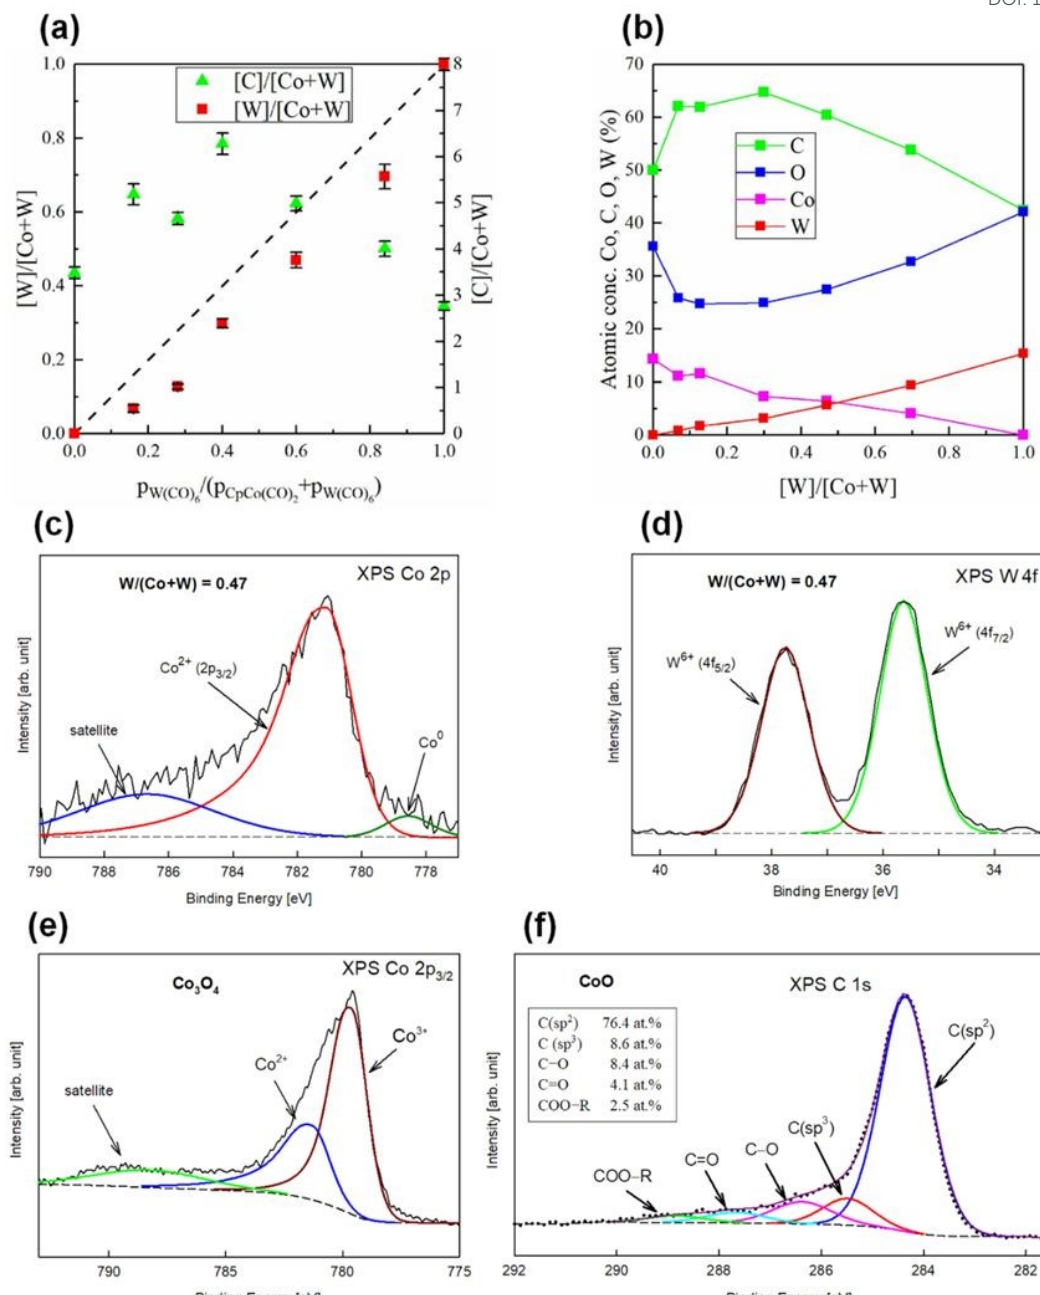 DOI: 1
(a)
[C]/[Co+W]
[W]/[Co+W]
1.0
0.8
0.6
0.4
0.2
0.0
8
7
6
5
4
3
2
1
0
[W]/[Co+W]
[C]/[Co+W]
0.0 0.2 0.4 0.6 0.8 1.0
pW(CO)6/(pCpCo(CO)2+pW(CO)6)
(b)
70
60
50
40
30
20
10
0
Atomic conc. Co, C, O, W (%)
C
O
Co
W
0.0 0.2 0.4 0.6 0.8 1.0
[W]/[Co+W]
(c)
W/(Co+W) = 0.47
XPS Co 2p
Co2+ (2p3/2)
satellite
Co0
Intensity [arb. unit]
790 788 786 784 782 780 778
Binding Energy [eV]
(d)
W/(Co+W) = 0.47
XPS W 4f
W6+ (4f7/2)
W6+ (4f5/2)
Intensity [arb. unit]
40 38 36 34
Binding Energy [eV]
(e)
Co3O4
XPS Co 2p3/2
Co3+
Co2+
satellite
Intensity [arb. unit]
790 785 780 775
(f)
CoO
XPS C 1s
C(sp2) 76.4 at.%
C (sp3) 8.6 at.%
C−O 8.4 at.%
C=O 4.1 at.%
COO−R 2.5 at.%
C(sp2)
C(sp3)
C−O
C=O
COO−R
Intensity [arb. unit]
292 290 288 286 284 282